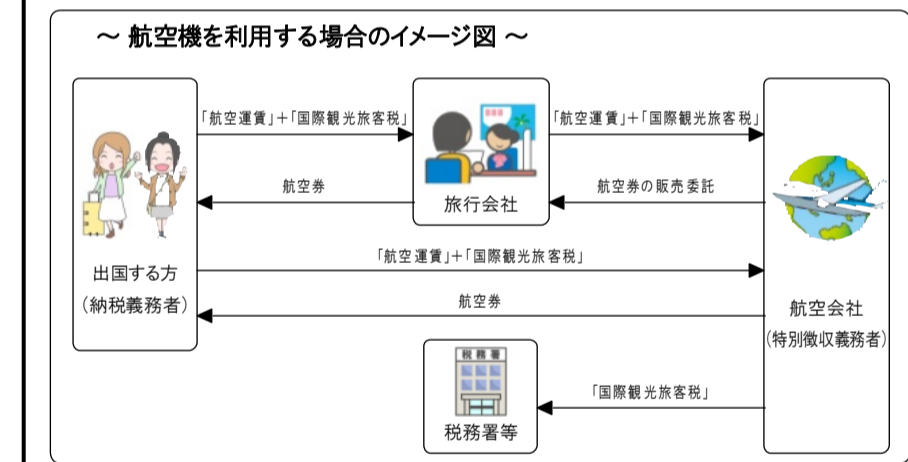 ～ 航空機を利用する場合のイメージ図 ～
「航空運賃」＋「国際観光旅客税」
「航空運賃」＋「国際観光旅客税」
航空券
航空券の販売委託
旅行会社
「航空運賃」＋「国際観光旅客税」
出国する方
（納税義務者）
航空券
航空会社
（特別徴収義務者）
税務署
「国際観光旅客税」
税務署等